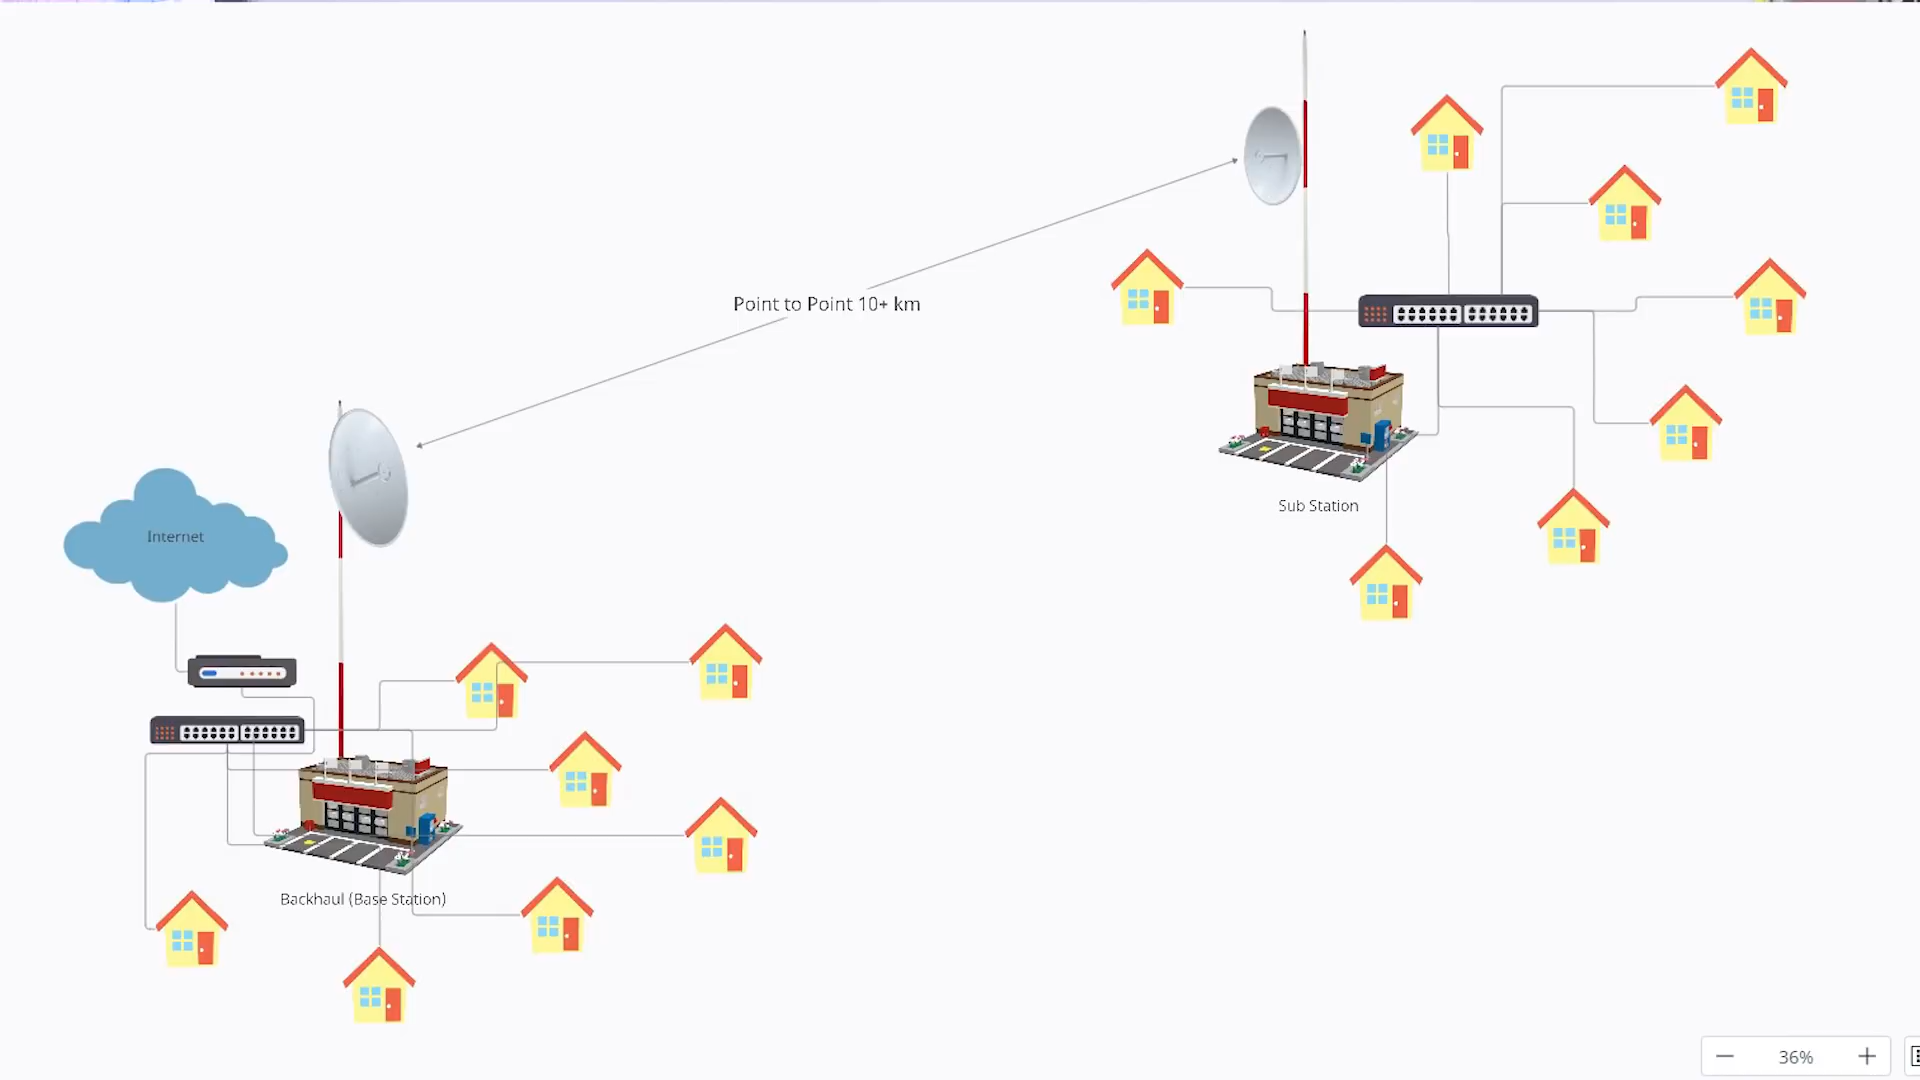 Point to Point 10+ km
Sub Station
Internet
Backhaul (Base Station)
36%